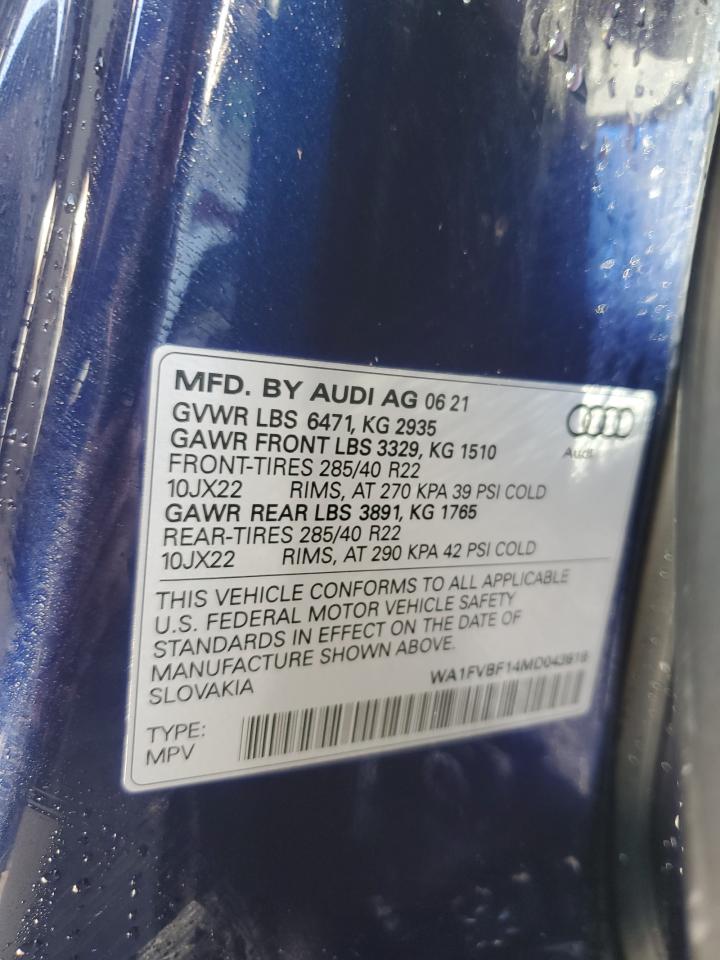 MFD. BY AUDI AG 06 21
GVWR LBS 6471, KG 2935
GAWR FRONT LBS 3329, KG 1510
FRONT-TIRES 285/40 R22
10JX22 RIMS, AT 270 KPA 39 PSI COLD
GAWR REAR LBS 3891, KG 1765
REAR-TIRES 285/40 R22
10JX22 RIMS, AT 290 KPA 42 PSI COLD
Audi
THIS VEHICLE CONFORMS TO ALL APPLICABLE
U.S. FEDERAL MOTOR VEHICLE SAFETY
STANDARDS IN EFFECT ON THE DATE OF
MANUFACTURE SHOWN ABOVE.
SLOVAKIA
TYPE:
MPV